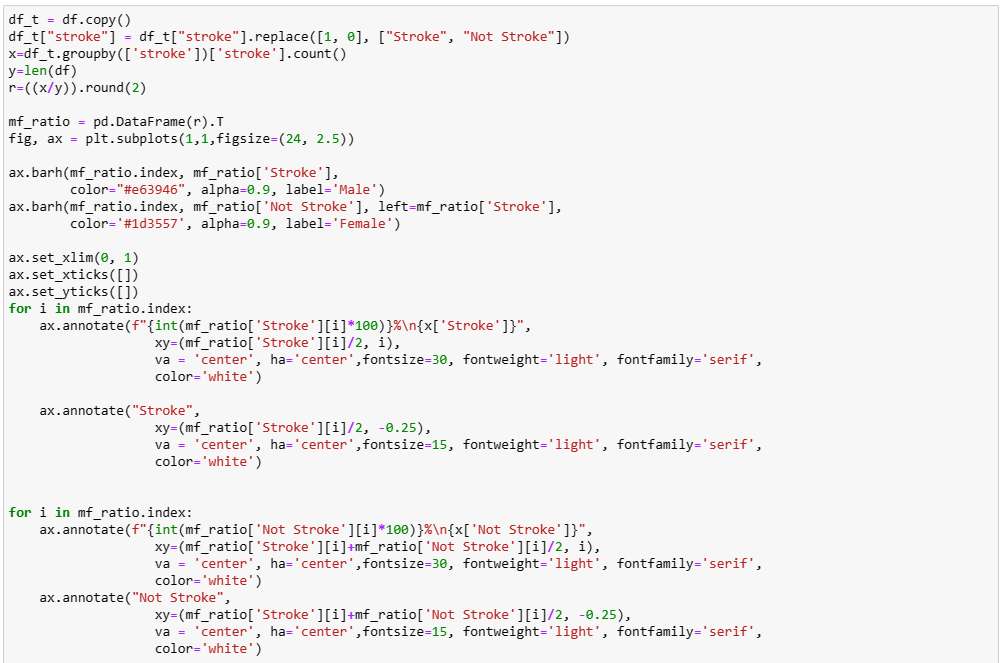 df_t = df.copy()
df_t["stroke"] = df_t["stroke"].replace([1, 0], ["Stroke", "Not Stroke"])
x=df_t.groupby(['stroke'])['stroke'].count()
y=len(df)
r=((x/y)).round(2)

mf_ratio = pd.DataFrame(r).T
fig, ax = plt.subplots(1,1,figsize=(24, 2.5))

ax.barh(mf_ratio.index, mf_ratio['Stroke'],
        color="#e63946", alpha=0.9, label='Male')
ax.barh(mf_ratio.index, mf_ratio['Not Stroke'], left=mf_ratio['Stroke'],
        color='#1d3557', alpha=0.9, label='Female')

ax.set_xlim(0, 1)
ax.set_xticks([])
ax.set_yticks([])
for i in mf_ratio.index:
    ax.annotate(f"{int(mf_ratio['Stroke'][i]*100)}%\n{x['Stroke']}",
                   xy=(mf_ratio['Stroke'][i]/2, i),
                   va = 'center', ha='center',fontsize=30, fontweight='light', fontfamily='serif',
                   color='white')

    ax.annotate("Stroke",
                   xy=(mf_ratio['Stroke'][i]/2, -0.25),
                   va = 'center', ha='center',fontsize=15, fontweight='light', fontfamily='serif',
                   color='white')


for i in mf_ratio.index:
    ax.annotate(f"{int(mf_ratio['Not Stroke'][i]*100)}%\n{x['Not Stroke']}",
                   xy=(mf_ratio['Stroke'][i]+mf_ratio['Not Stroke'][i]/2, i),
                   va = 'center', ha='center',fontsize=30, fontweight='light', fontfamily='serif',
                   color='white')
    ax.annotate("Not Stroke",
                   xy=(mf_ratio['Stroke'][i]+mf_ratio['Not Stroke'][i]/2, -0.25),
                   va = 'center', ha='center',fontsize=15, fontweight='light', fontfamily='serif',
                   color='white')